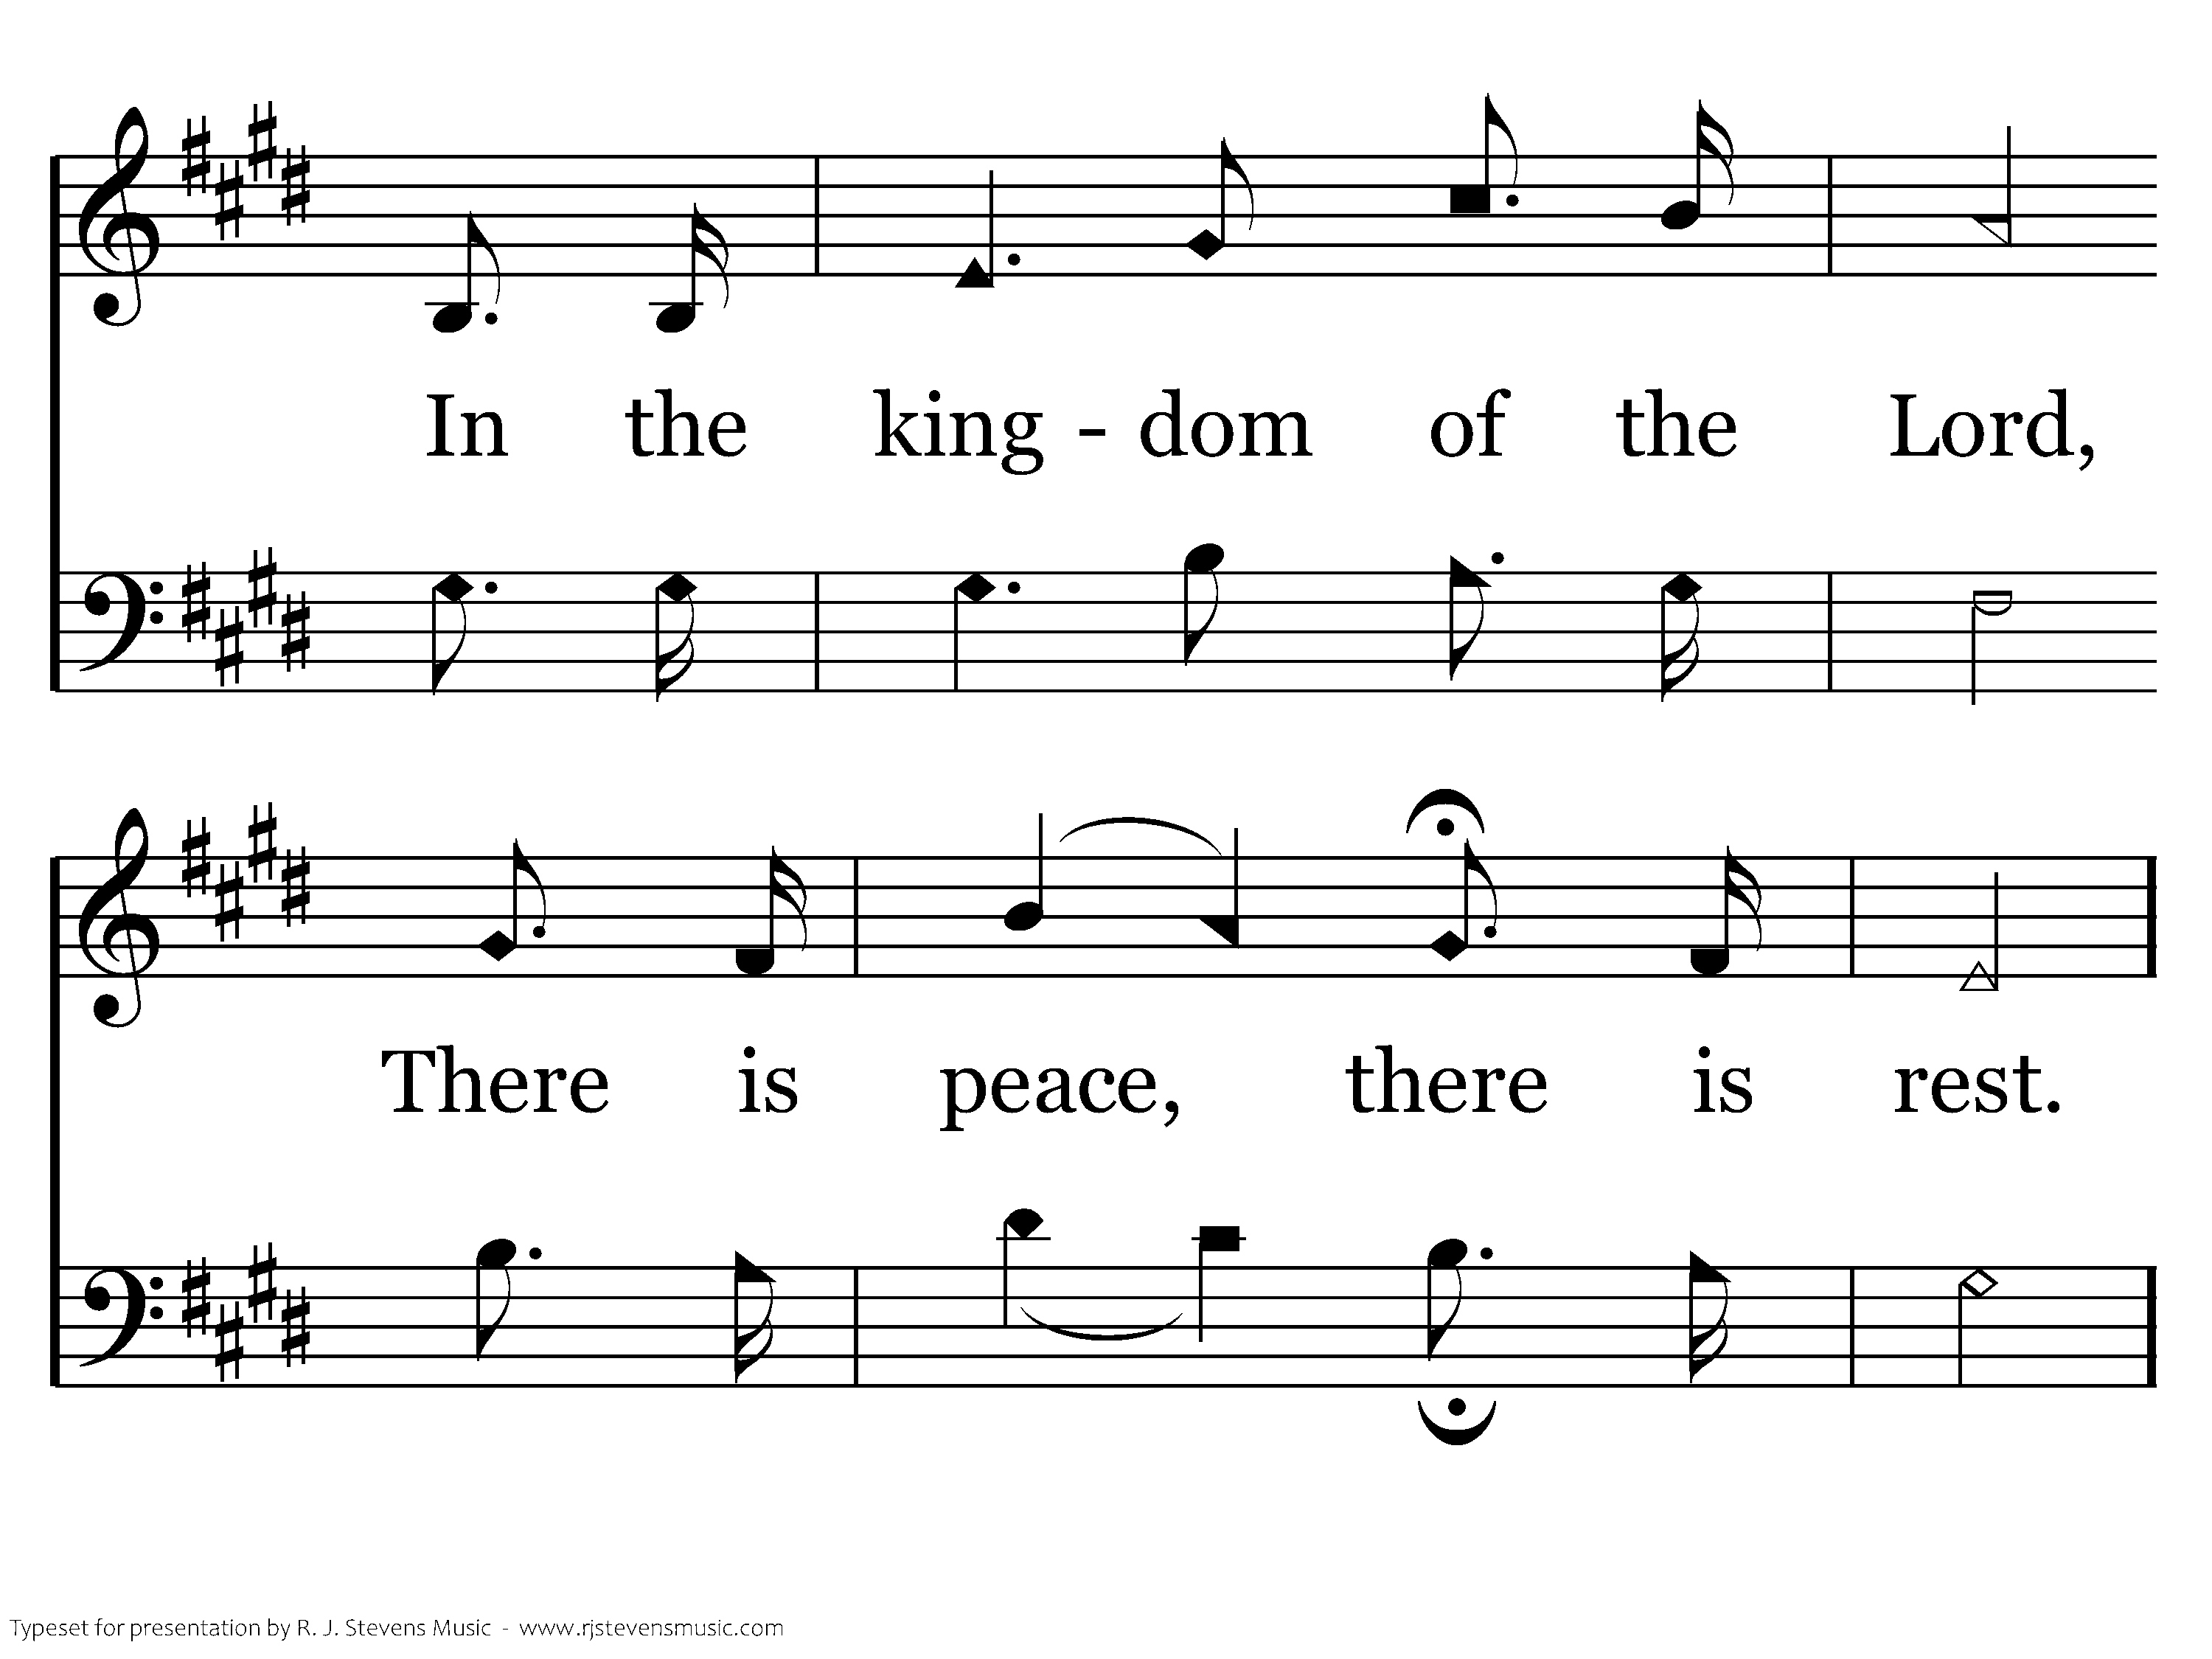 In the king - dom of the Lord,
There is peace, there is rest.
Typeset for presentation by R. J. Stevens Music - www.rjstevensmusic.com